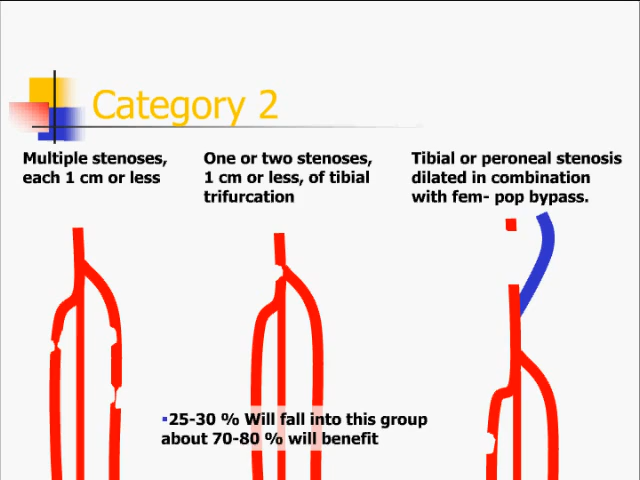 Category 2
Multiple stenoses,
each 1 cm or less
One or two stenoses,
1 cm or less, of tibial
trifurcation
Tibial or peroneal stenosis
dilated in combination
with fem- pop bypass.
▪25-30 % Will fall into this group
about 70-80 % will benefit